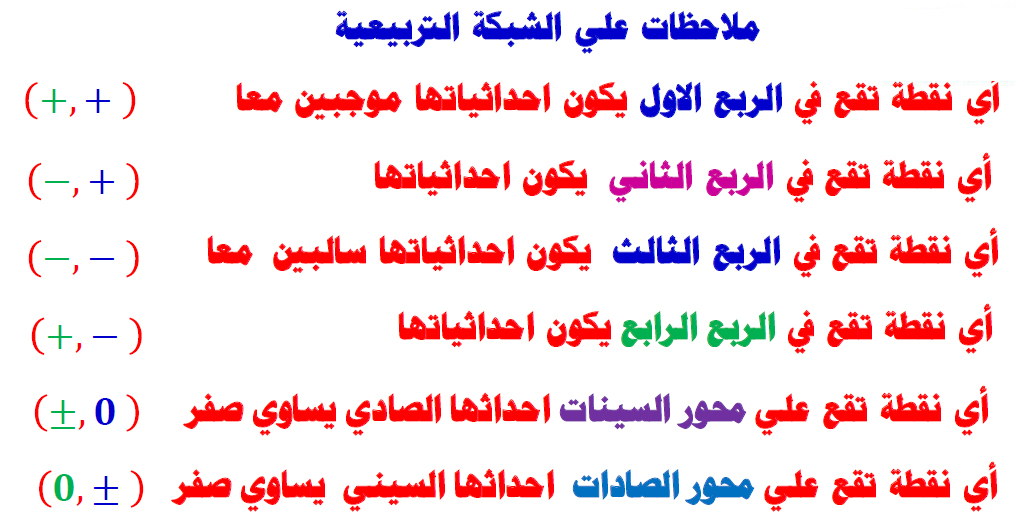 ملاحظات علي الشبكة التربيعية
أي نقطة تقع في الربع الاول يكون احداثياتها موجبين معا (+,+)
أي نقطة تقع في الربع الثاني يكون احداثياتها (−,+)
أي نقطة تقع في الربع الثالث يكون احداثياتها سالبين معا (−,−)
أي نقطة تقع في الربع الرابع يكون احداثياتها (+,−)
أي نقطة تقع علي محور السينات احداثها الصادي يساوي صفر (±,0)
أي نقطة تقع علي محور الصادات احداثها السيني يساوي صفر (0,±)